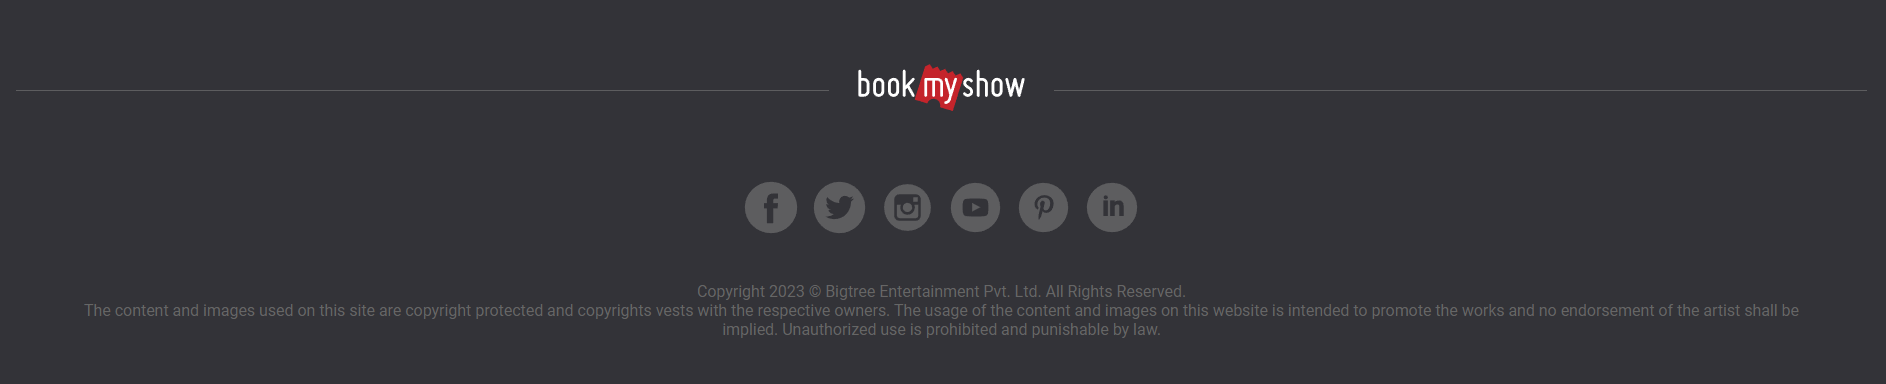 bookmyshow
Copyright 2023 © Bigtree Entertainment Pvt. Ltd. All Rights Reserved.
The content and images used on this site are copyright protected and copyrights vests with the respective owners. The usage of the content and images on this website is intended to promote the works and no endorsement of the artist shall be
implied. Unauthorized use is prohibited and punishable by law.